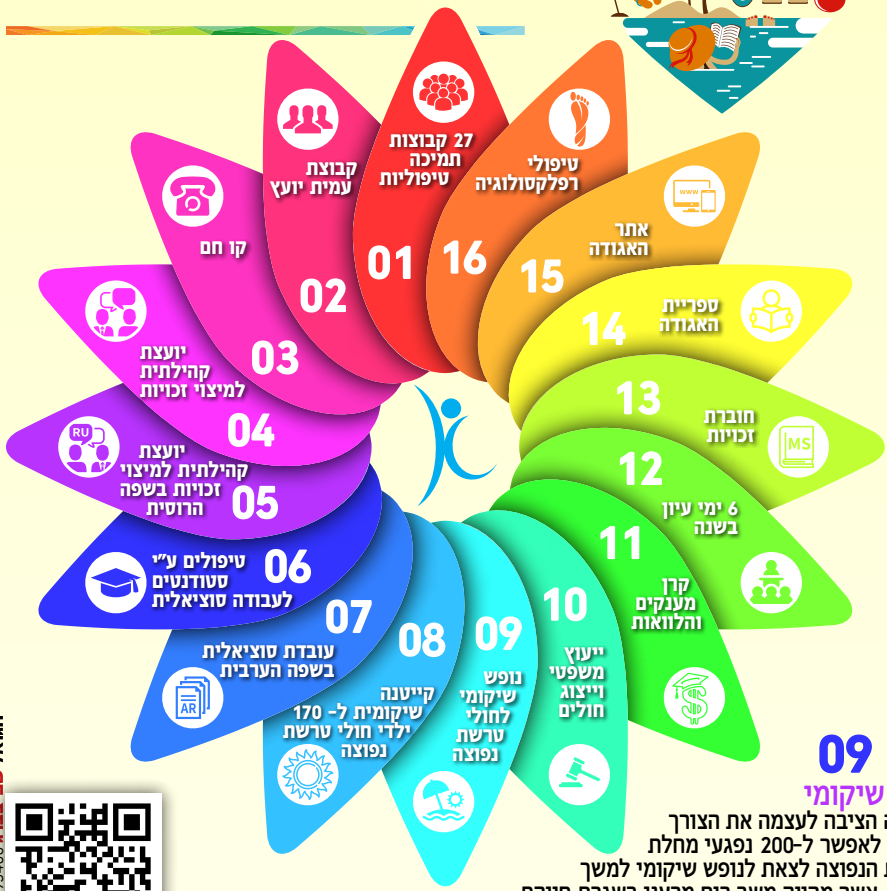 27 קבוצות
תמיכה
טיפוליות
01
קבוצת
עמית יועץ
02
קו חם
03
יועצת
קהילתית
למיצוי זכויות
04
RU
יועצת
קהילתית למיצוי
זכויות בשפה
הרוסית
05
טיפולים ע"י
סטודנטים
לעבודה סוציאלית
06
עובדת סוציאלית
בשפה הערבית
07
AR
קייטנה
שיקומית ל- 170
ילדי חולי טרשת
נפוצה
08
נופש
שיקומי
לחולי
טרשת
נפוצה
09
ייעוץ
משפטי
וייצוג
חולים
10
קרן
מענקים
והלוואות
11
6 ימי עיון
בשנה
12
חוברת
זכויות
13
MS
ספריית
האגודה
14
אתר
האגודה
15
www
טיפולי
רפלקסולוגיה
16
09
שיקומי
הציבה לעצמה את הצורך
לאפשר ל-200 נפגעי מחלת
הנפוצה לצאת לנופש שיקומי למשך